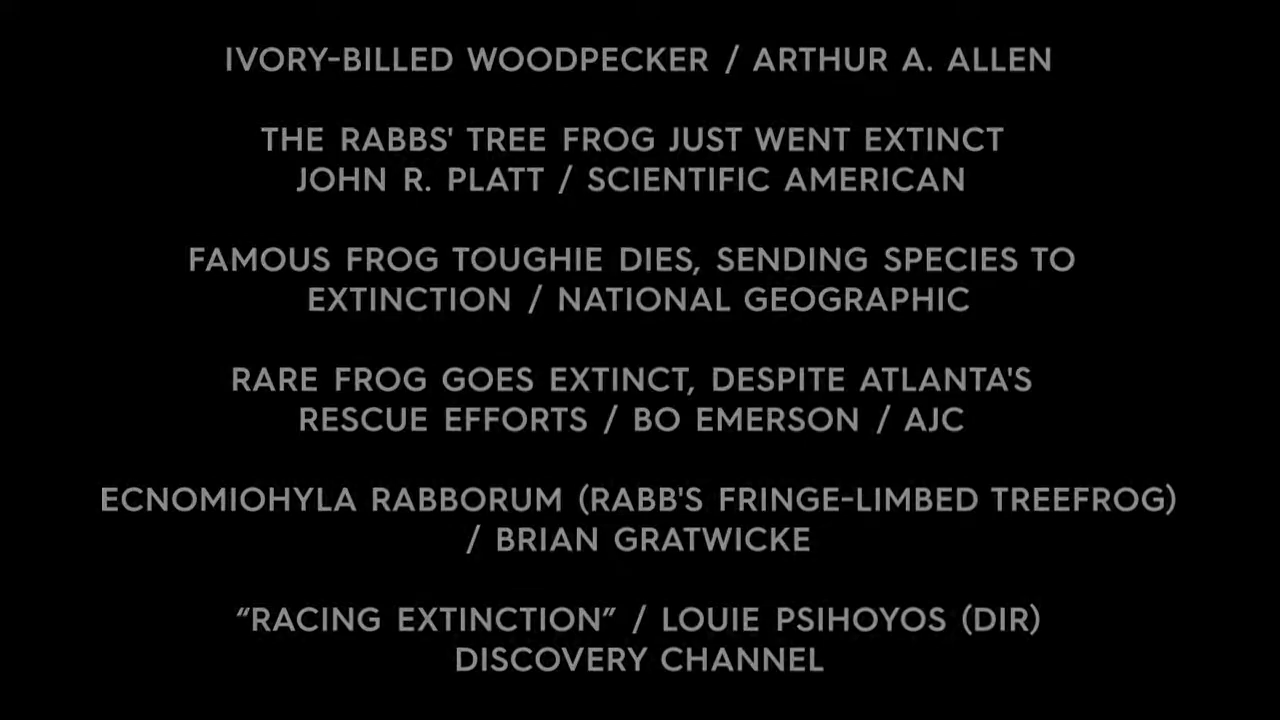 IVORY-BILLED WOODPECKER / ARTHUR A. ALLEN
THE RABBS' TREE FROG JUST WENT EXTINCT
JOHN R. PLATT / SCIENTIFIC AMERICAN
FAMOUS FROG TOUGHIE DIES, SENDING SPECIES TO
EXTINCTION / NATIONAL GEOGRAPHIC
RARE FROG GOES EXTINCT, DESPITE ATLANTA'S
RESCUE EFFORTS / BO EMERSON / AJC
ECNOMIOHYLA RABBORUM (RABB'S FRINGE-LIMBED TREEFROG)
/ BRIAN GRATWICKE
“RACING EXTINCTION” / LOUIE PSIHOYOS (DIR)
DISCOVERY CHANNEL